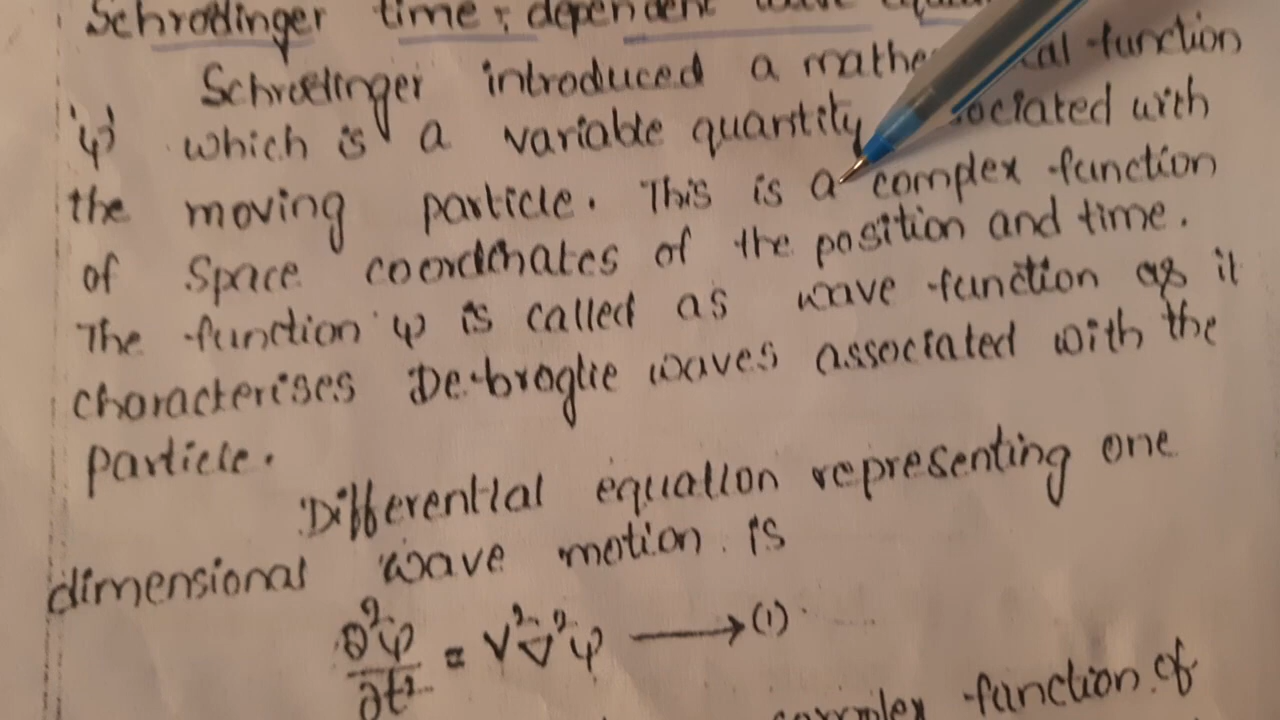 Schrodinger time: dependent wave
Schroedinger introduced a mathe al function
'ψ' which is a variable quantity ociated with
the moving particle. This is a complex function
of Space coordinates of the position and time.
The function ψ is called as wave function as it
characterises De-broglie waves associated with the
particle.
Differential equation representing one
dimensional wave motion is
∂²ψ/∂t² = V²∇²ψ ⟶ (1)
complex function of